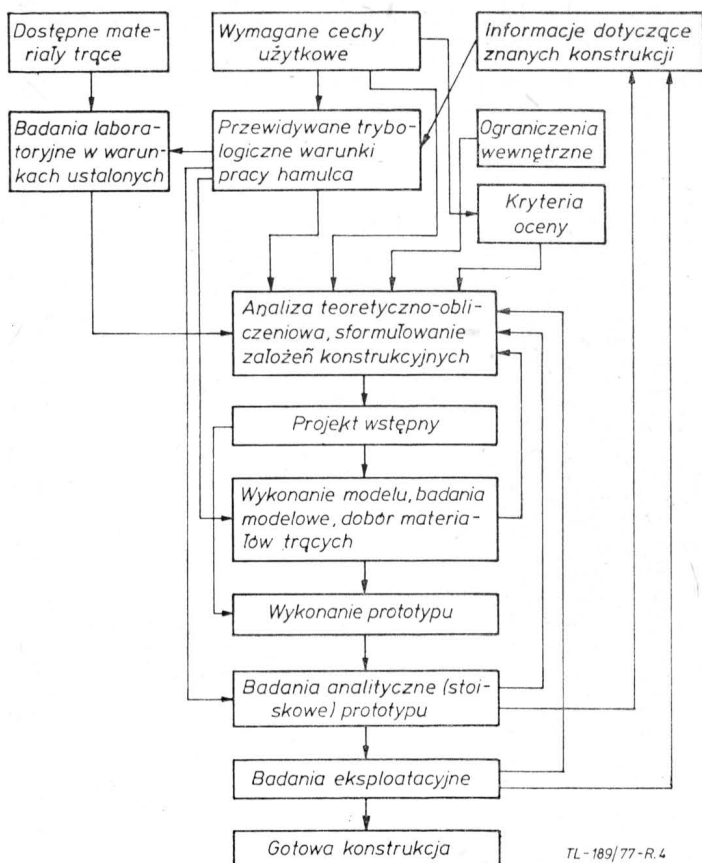 Dostępne mate-
riały trące
Wymagane cechy
użytkowe
Informacje dotyczące
znanych konstrukcji
Badania labora-
toryjne w warun-
kach ustalonych
Przewidywane trybo-
logiczne warunki
pracy hamulca
Ograniczenia
wewnętrzne
Kryteria
oceny
Analiza teoretyczno-obli-
czeniowa, sformułowanie
założeń konstrukcyjnych
Projekt wstępny
Wykonanie modelu, badania
modelowe, dobór materia-
łów trących
Wykonanie prototypu
Badania analityczne (stoi-
skowe) prototypu
Badania eksploatacyjne
Gotowa konstrukcja
TL-189/77-R.4